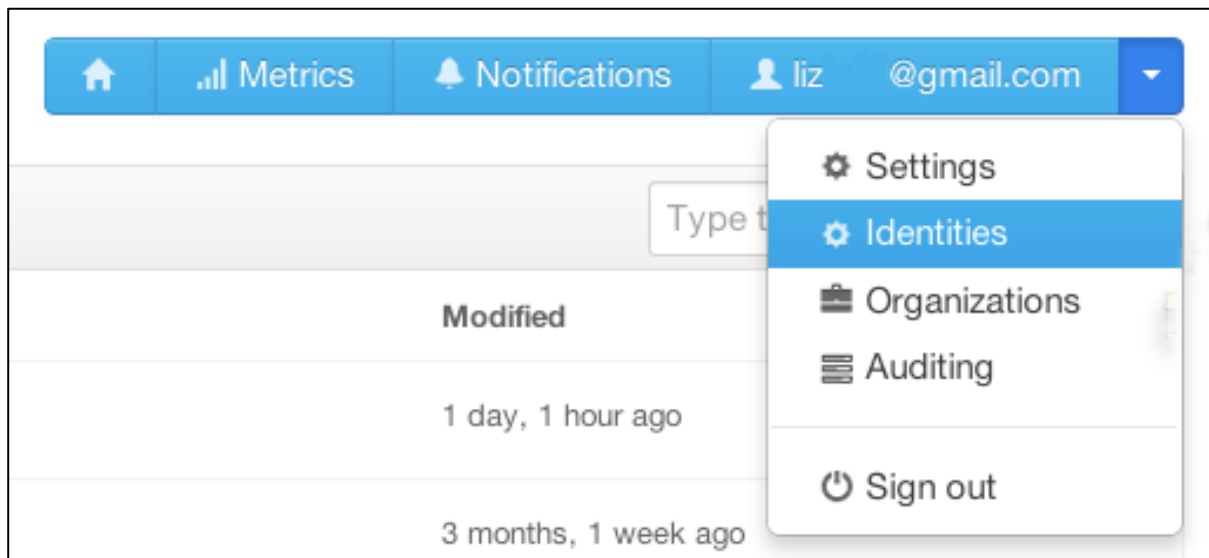 Metrics Notifications liz @gmail.com
Settings
Type t
Identities
Organizations
Modified
Auditing
1 day, 1 hour ago
Sign out
3 months, 1 week ago